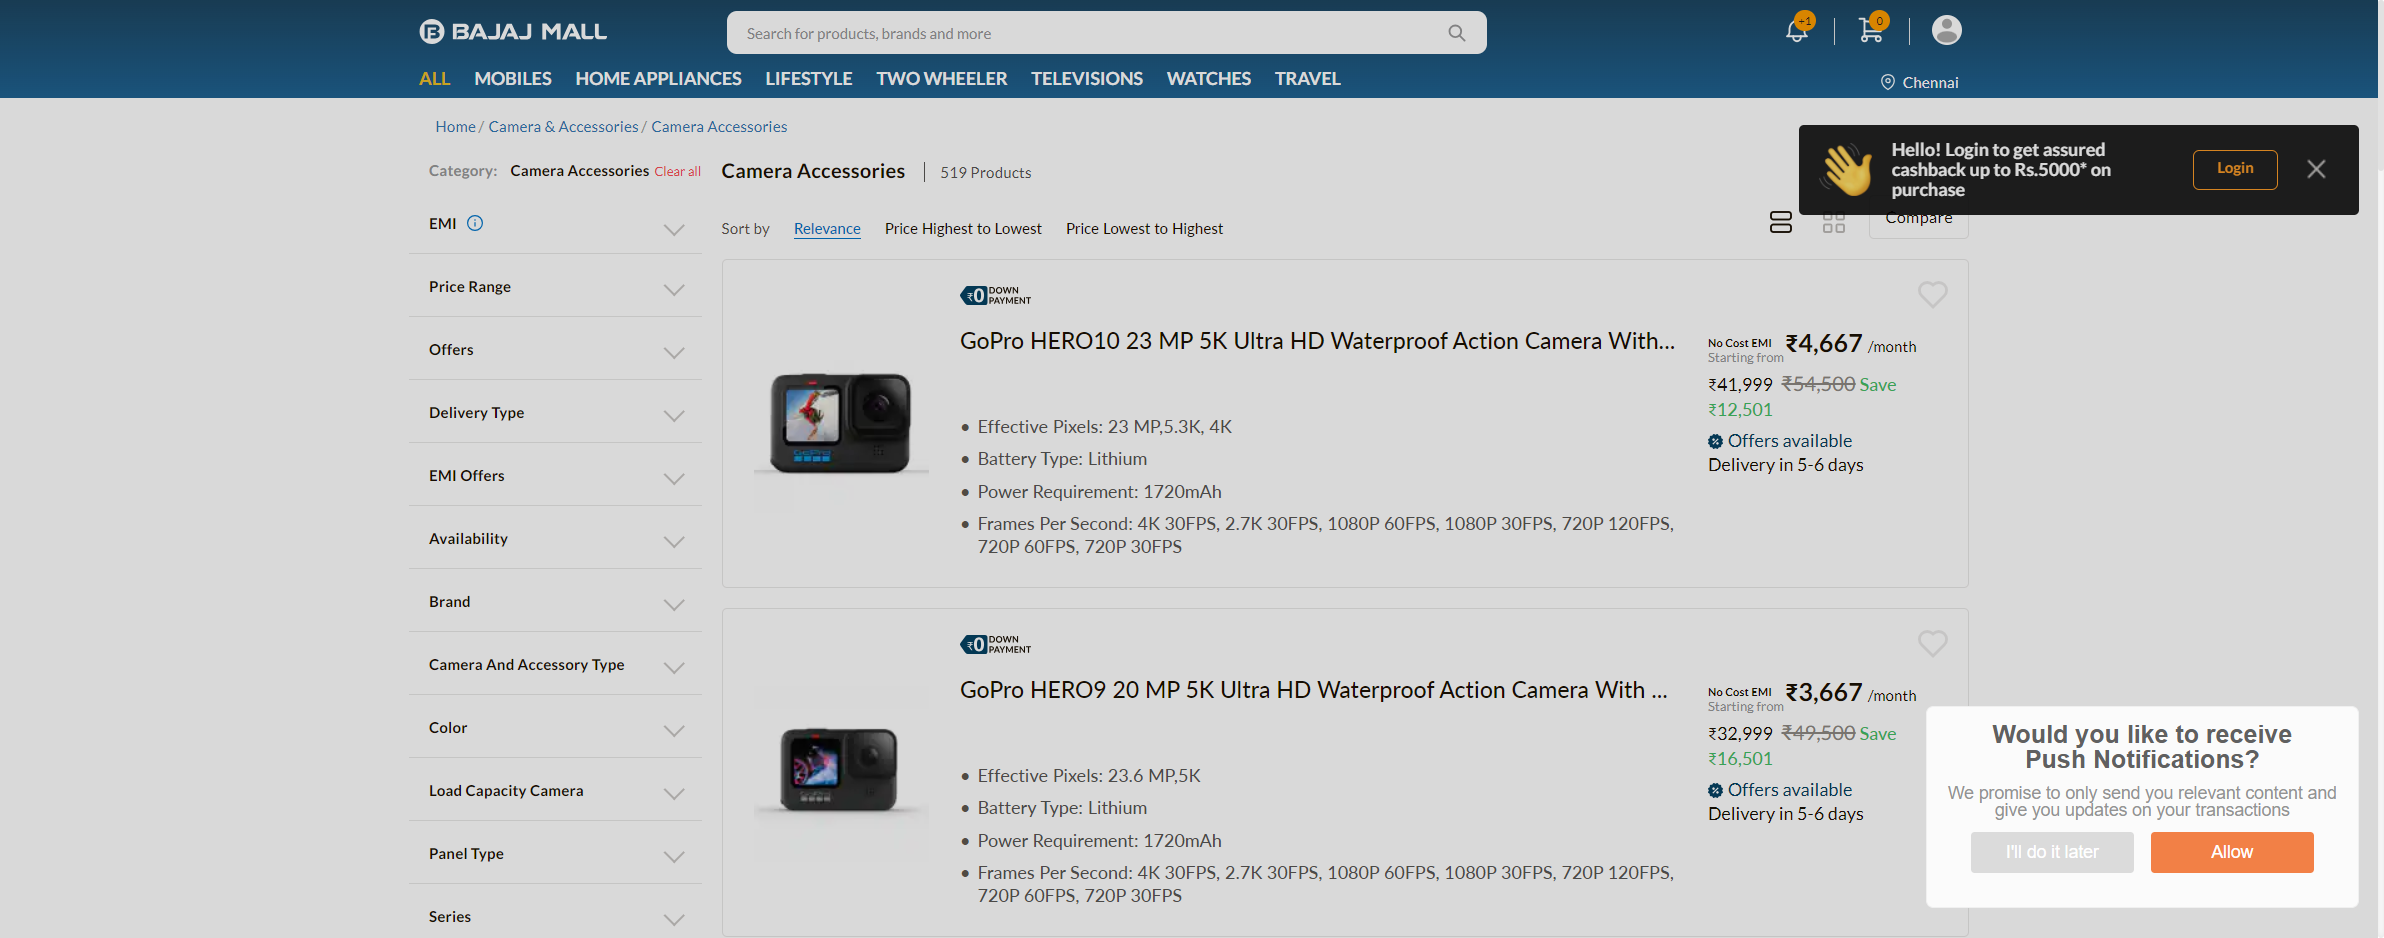 BAJAJ MALL
Search for products, brands and more
+1
0
ALL MOBILES HOME APPLIANCES LIFESTYLE TWO WHEELER TELEVISIONS WATCHES TRAVEL
Chennai
Home / Camera & Accessories / Camera Accessories
Hello! Login to get assured
cashback up to Rs.5000* on
purchase
Login
Category: Camera Accessories Clear all
Camera Accessories 519 Products
Sort by Relevance Price Highest to Lowest Price Lowest to Highest
Compare
EMI
Price Range
Offers
Delivery Type
EMI Offers
Availability
Brand
Camera And Accessory Type
Color
Load Capacity Camera
Panel Type
Series
₹0 DOWN
PAYMENT
GoPro HERO10 23 MP 5K Ultra HD Waterproof Action Camera With...
• Effective Pixels: 23 MP,5.3K, 4K
• Battery Type: Lithium
• Power Requirement: 1720mAh
• Frames Per Second: 4K 30FPS, 2.7K 30FPS, 1080P 60FPS, 1080P 30FPS, 720P 120FPS,
720P 60FPS, 720P 30FPS
No Cost EMI
Starting from ₹4,667 /month
₹41,999 ₹54,500 Save
₹12,501
Offers available
Delivery in 5-6 days
GoPro
₹0 DOWN
PAYMENT
GoPro HERO9 20 MP 5K Ultra HD Waterproof Action Camera With ...
• Effective Pixels: 23.6 MP,5K
• Battery Type: Lithium
• Power Requirement: 1720mAh
• Frames Per Second: 4K 30FPS, 2.7K 30FPS, 1080P 60FPS, 1080P 30FPS, 720P 120FPS,
720P 60FPS, 720P 30FPS
No Cost EMI
Starting from ₹3,667 /month
₹32,999 ₹49,500 Save
₹16,501
Offers available
Delivery in 5-6 days
GoPro
Would you like to receive
Push Notifications?
We promise to only send you relevant content and
give you updates on your transactions
I'll do it later
Allow